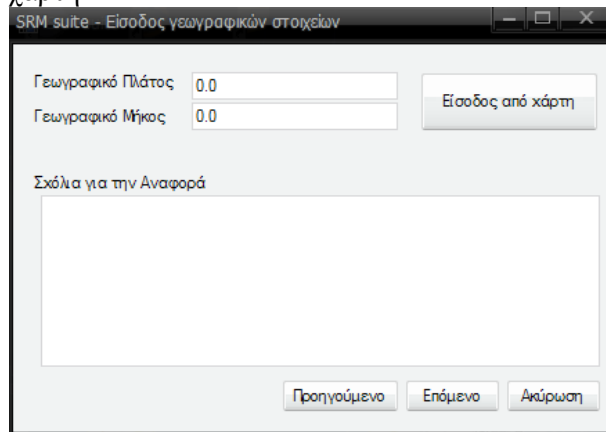 SRM suite - Είσοδος γεωγραφικών στοιχείων
Γεωγραφικό Πλάτος 0.0
Είσοδος από χάρτη
Γεωγραφικό Μήκος 0.0
Σχόλια για την Αναφορά
Προηγούμενο Επόμενο Ακύρωση